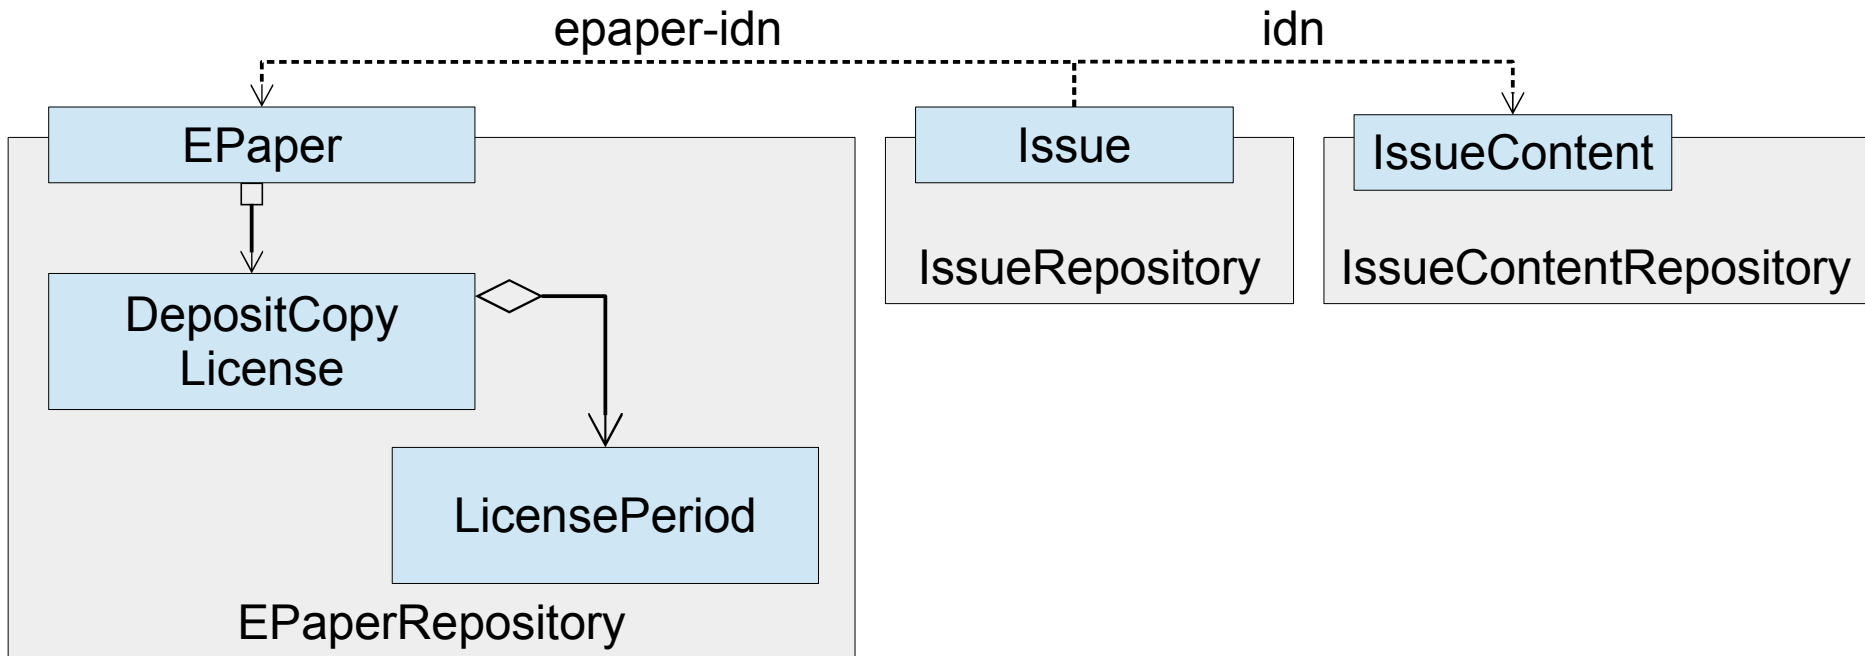 epaper-idn
idn
EPaper
Issue
IssueContent
IssueRepository
IssueContentRepository
DepositCopy
License
LicensePeriod
EPaperRepository